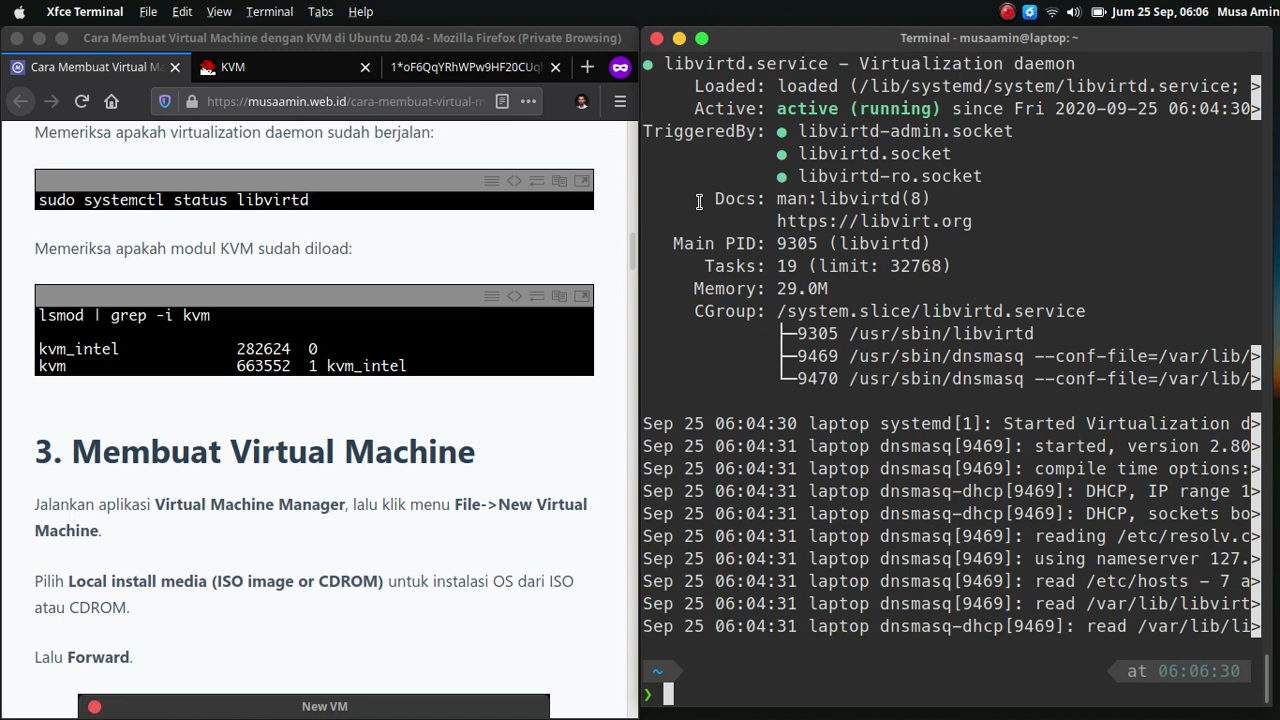 Xfce Terminal File Edit View Terminal Tabs Help
Jum 25 Sep, 06:06 Musa Amin
Cara Membuat Virtual Machine dengan KVM di Ubuntu 20.04 - Mozilla Firefox (Private Browsing)
Cara Membuat Virtual Ma
KVM
1*oF6QqYRhWPw9HF20CUqh
https://musaamin.web.id/cara-membuat-virtual-m
Memeriksa apakah virtualization daemon sudah berjalan:
sudo systemctl status libvirtd
Memeriksa apakah modul KVM sudah diload:
lsmod | grep -i kvm
kvm_intel 282624 0
kvm 663552 1 kvm_intel
3. Membuat Virtual Machine
Jalankan aplikasi Virtual Machine Manager, lalu klik menu File->New Virtual
Machine.
Pilih Local install media (ISO image or CDROM) untuk instalasi OS dari ISO
atau CDROM.
Lalu Forward.
New VM
Terminal - musaamin@laptop: ~
● libvirtd.service - Virtualization daemon
Loaded: loaded (/lib/systemd/system/libvirtd.service; >
Active: active (running) since Fri 2020-09-25 06:04:30>
TriggeredBy: ● libvirtd-admin.socket
● libvirtd.socket
● libvirtd-ro.socket
Docs: man:libvirtd(8)
https://libvirt.org
Main PID: 9305 (libvirtd)
Tasks: 19 (limit: 32768)
Memory: 29.0M
CGroup: /system.slice/libvirtd.service
├─9305 /usr/sbin/libvirtd
├─9469 /usr/sbin/dnsmasq --conf-file=/var/lib/>
└─9470 /usr/sbin/dnsmasq --conf-file=/var/lib/>
Sep 25 06:04:30 laptop systemd[1]: Started Virtualization d>
Sep 25 06:04:31 laptop dnsmasq[9469]: started, version 2.80>
Sep 25 06:04:31 laptop dnsmasq[9469]: compile time options:>
Sep 25 06:04:31 laptop dnsmasq-dhcp[9469]: DHCP, IP range 1>
Sep 25 06:04:31 laptop dnsmasq-dhcp[9469]: DHCP, sockets bo>
Sep 25 06:04:31 laptop dnsmasq[9469]: reading /etc/resolv.c>
Sep 25 06:04:31 laptop dnsmasq[9469]: using nameserver 127.>
Sep 25 06:04:31 laptop dnsmasq[9469]: read /etc/hosts - 7 a>
Sep 25 06:04:31 laptop dnsmasq[9469]: read /var/lib/libvirt>
Sep 25 06:04:31 laptop dnsmasq-dhcp[9469]: read /var/lib/li>
~ at 06:06:30
❯